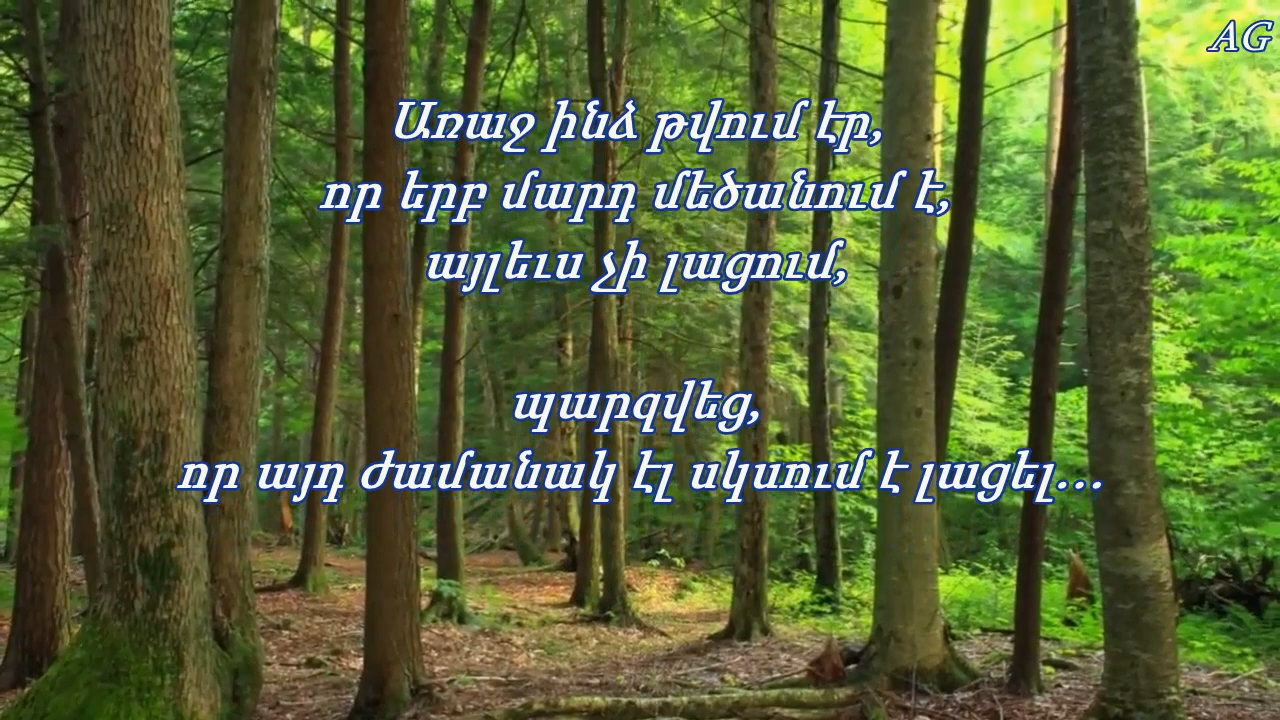 AG
Առաջ ինձ թվում էր,
որ երբ մարդ մեծանում է,
այլեւս չի լացում,
պարզվեց,
որ այդ ժամանակ էլ սկսում է լացել...